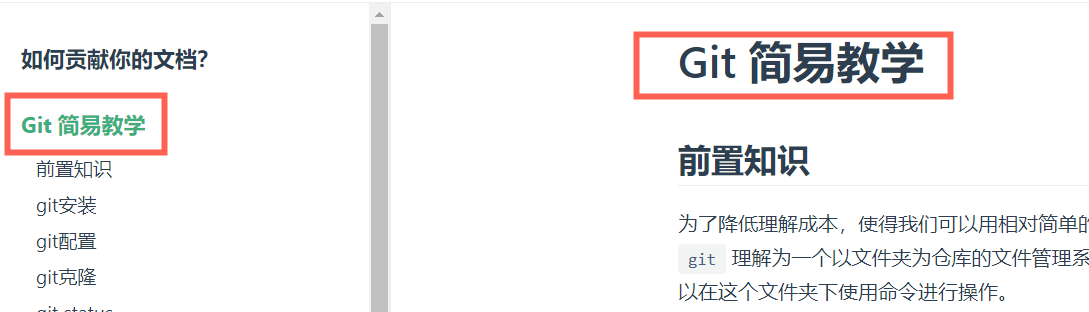 如何贡献你的文档？
Git 简易教学
前置知识
git安装
git配置
git克隆
git status
Git 简易教学
前置知识
为了降低理解成本，使得我们可以用相对简单的
git 理解为一个以文件夹为仓库的文件管理系
以在这个文件夹下使用命令进行操作。